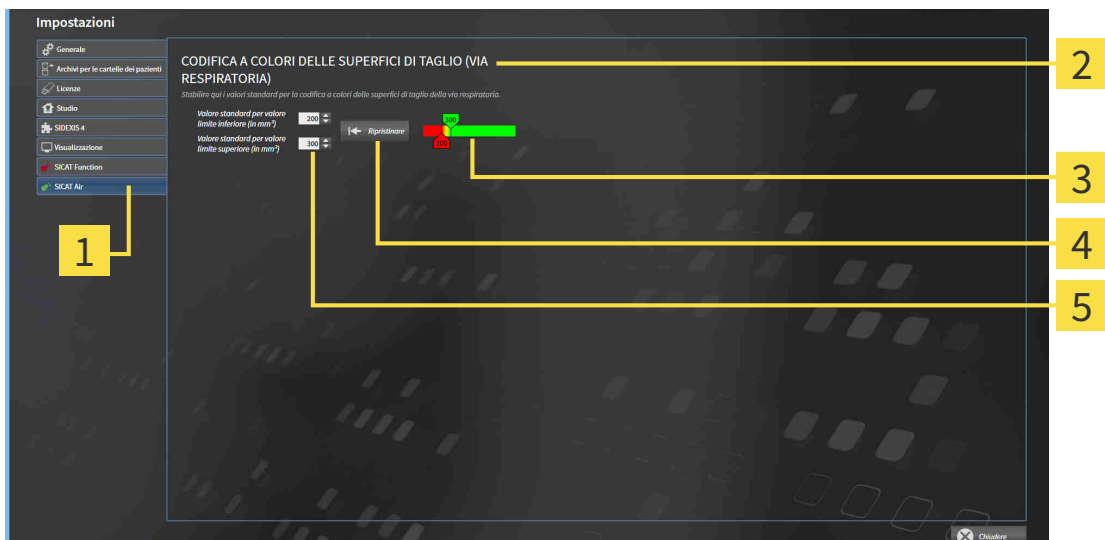 Impostazioni
Generale
Archivi per le cartelle dei pazienti
Licenze
Studio
SIDEXIS 4
Visualizzazione
SICAT Function
SICAT Air
CODIFICA A COLORI DELLE SUPERFICI DI TAGLIO (VIA
RESPIRATORIA)
Stabilire qui i valori standard per la codifica a colori delle superfici di taglio della via respiratoria.
Valore standard per valore
limite inferiore (in mm²)
200
Valore standard per valore
limite superiore (in mm²)
300
Ripristinare
300
200
Chiudere
1
2
3
4
5